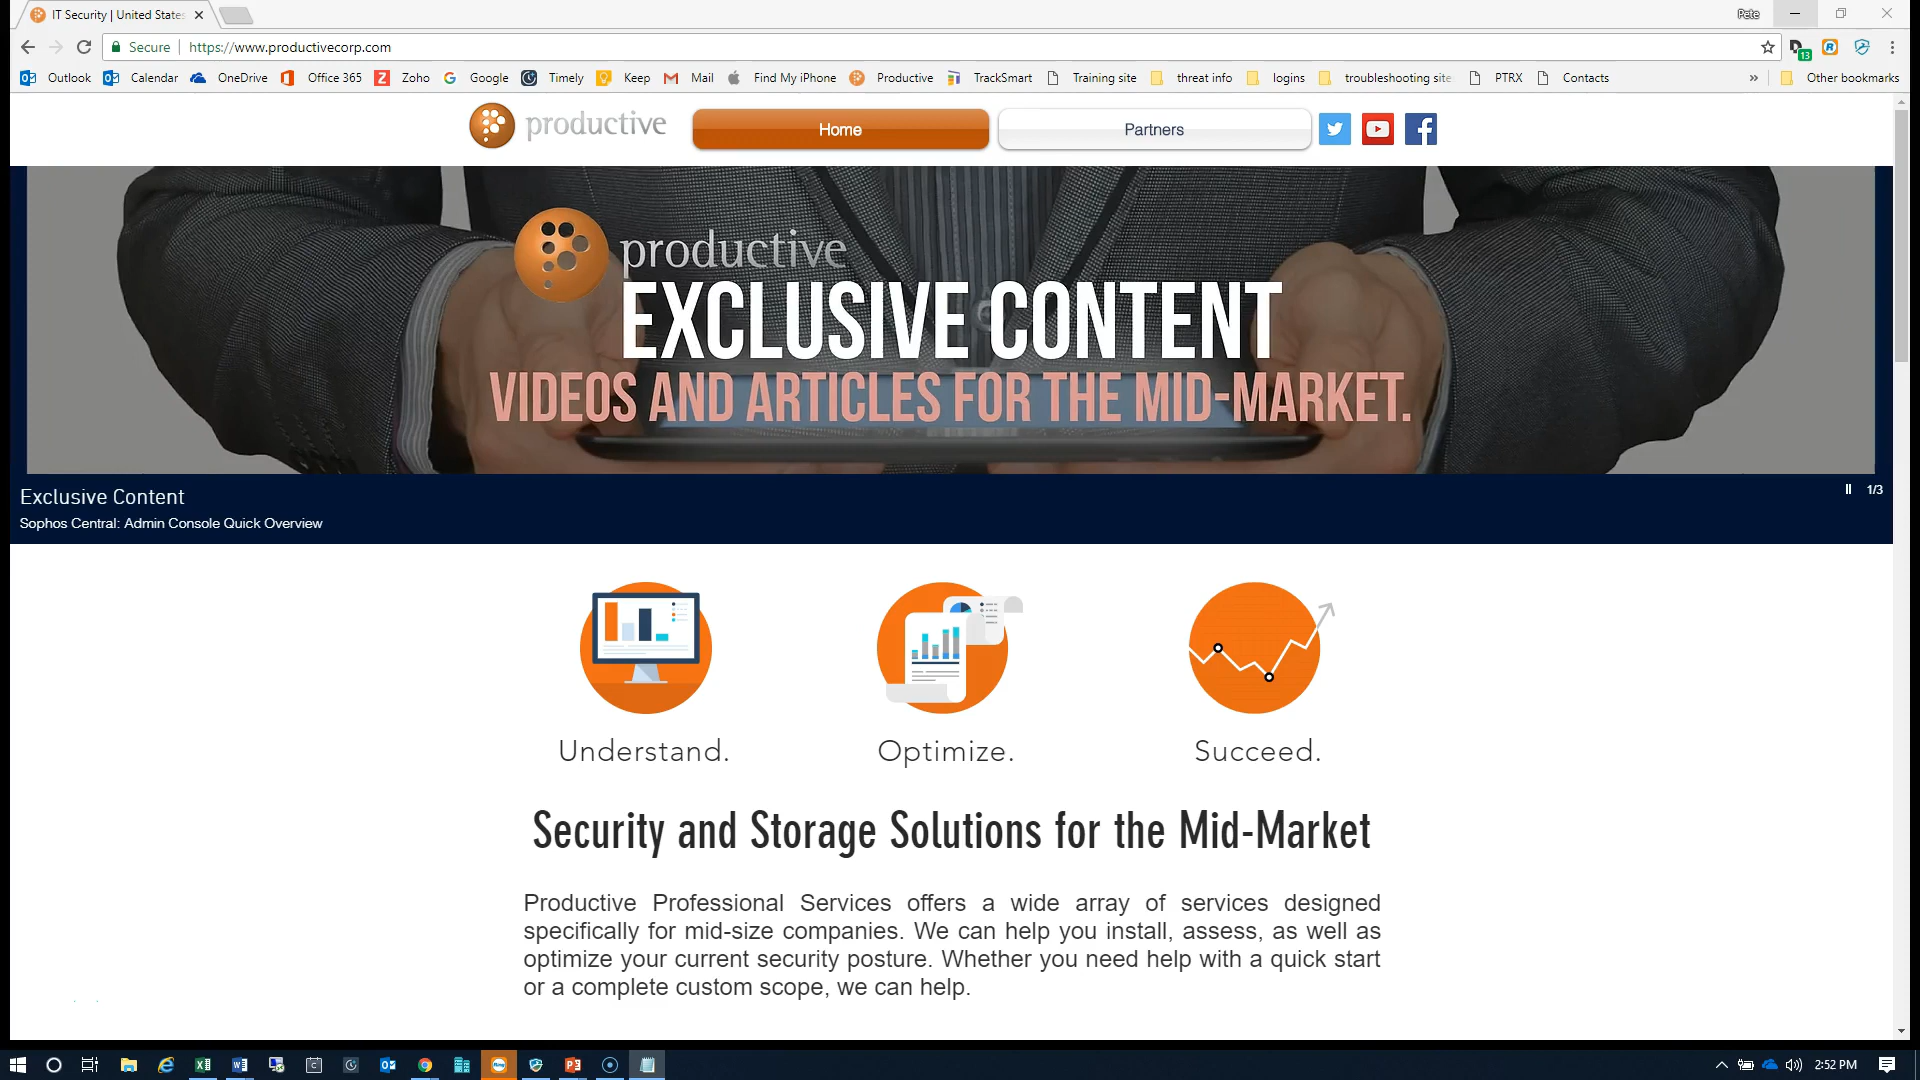 IT Security | United States
Pete
Secure
https://www.productivecorp.com
13
Outlook
Calendar
OneDrive
Office 365
Zoho
Google
Timely
Keep
Mail
Find My iPhone
Productive
TrackSmart
Training site
threat info
logins
troubleshooting site
PTRX
Contacts
»
Other bookmarks
productive
Home
Partners
productive
EXCLUSIVE CONTENT
VIDEOS AND ARTICLES FOR THE MID-MARKET.
Exclusive Content
1/3
Sophos Central: Admin Console Quick Overview
Understand.
Optimize.
Succeed.
Security and Storage Solutions for the Mid-Market
Productive Professional Services offers a wide array of services designed
specifically for mid-size companies. We can help you install, assess, as well as
optimize your current security posture. Whether you need help with a quick start
or a complete custom scope, we can help.
2:52 PM